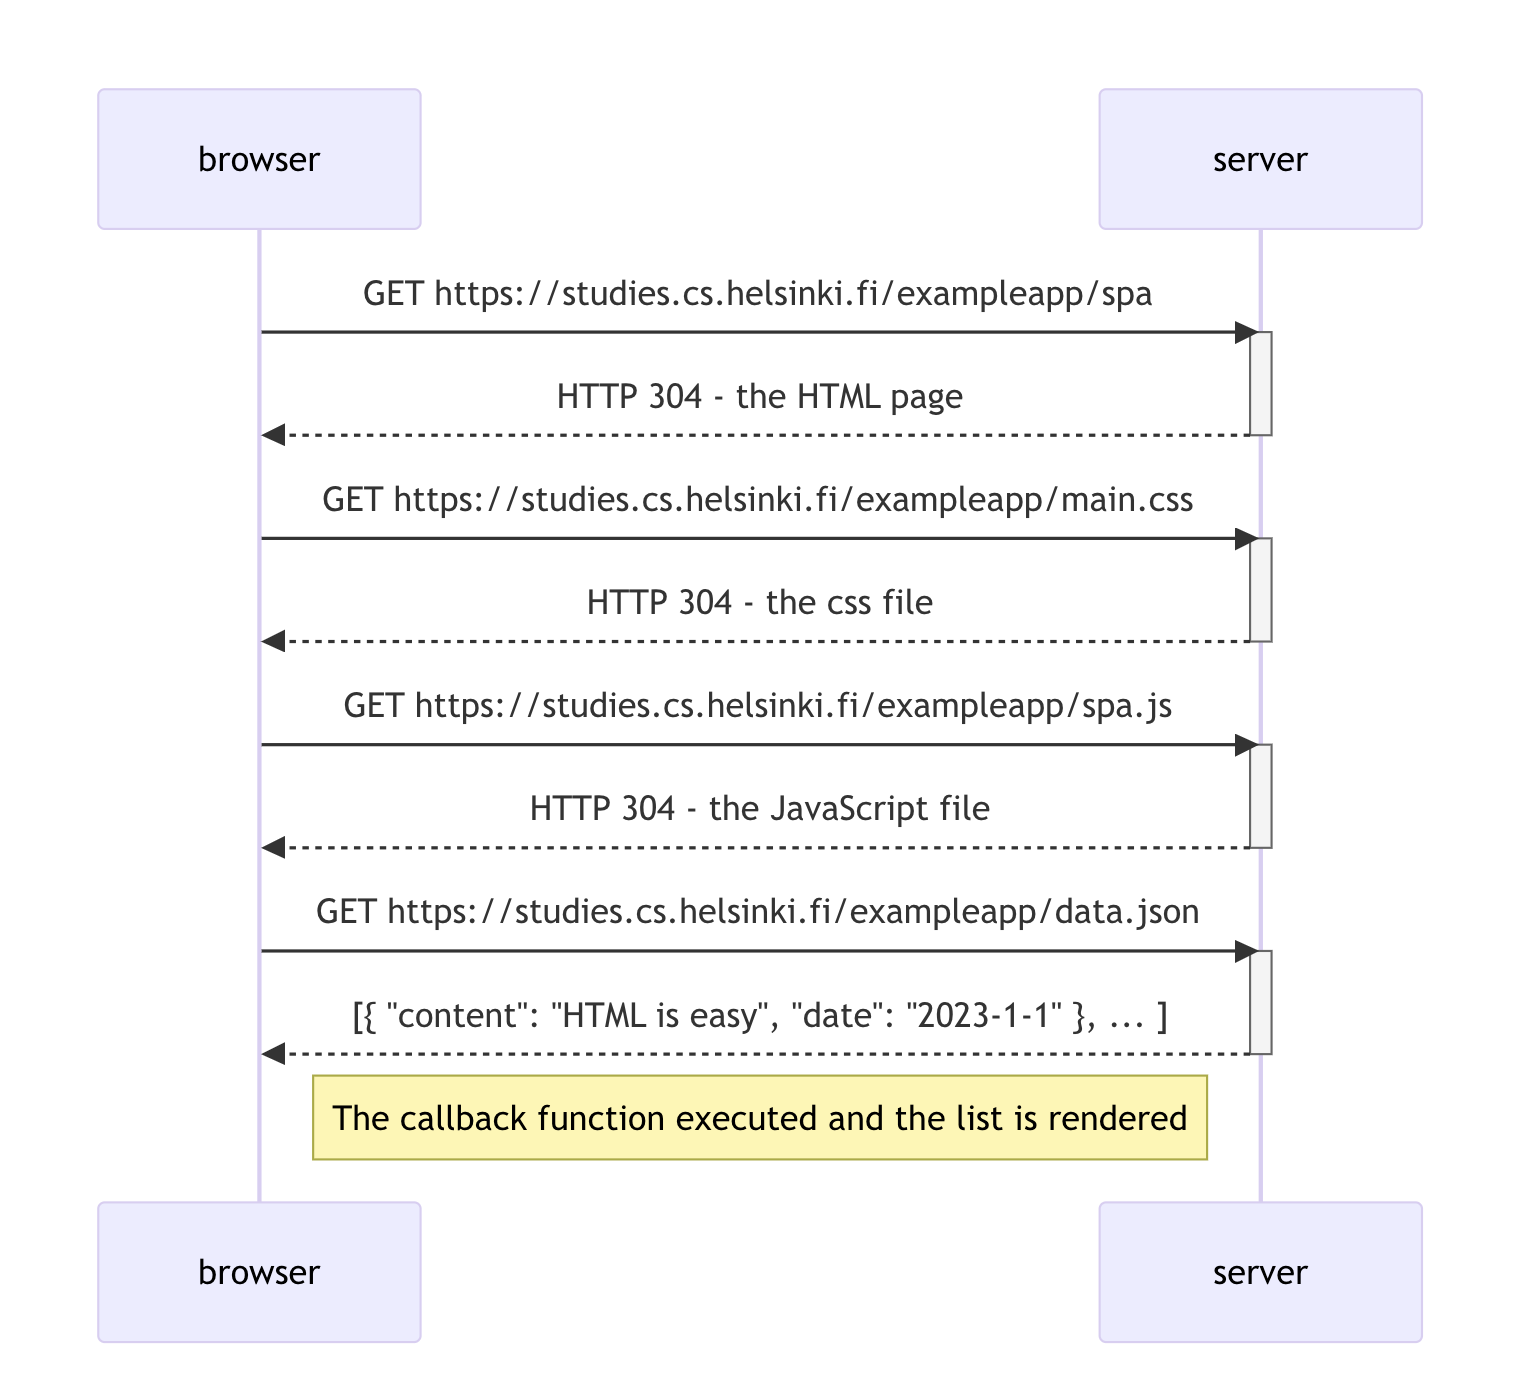 browser
server
GET https://studies.cs.helsinki.fi/exampleapp/spa
HTTP 304 - the HTML page
GET https://studies.cs.helsinki.fi/exampleapp/main.css
HTTP 304 - the css file
GET https://studies.cs.helsinki.fi/exampleapp/spa.js
HTTP 304 - the JavaScript file
GET https://studies.cs.helsinki.fi/exampleapp/data.json
[{ "content": "HTML is easy", "date": "2023-1-1" }, ... ]
The callback function executed and the list is rendered
browser
server